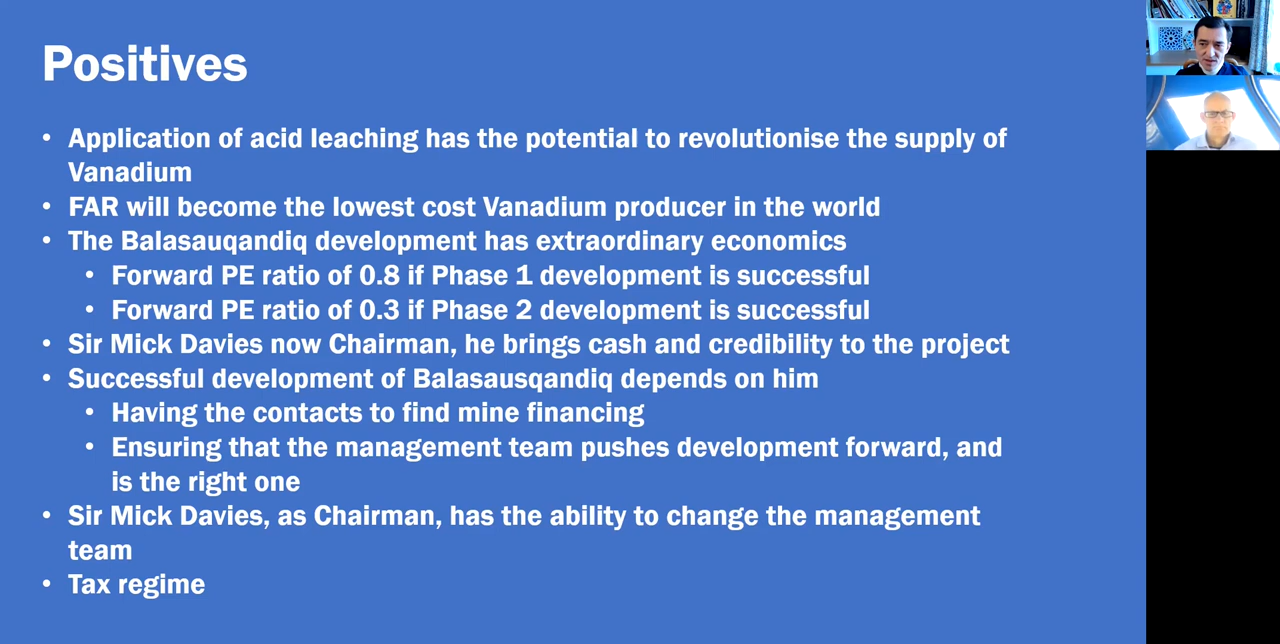 Positives
• Application of acid leaching has the potential to revolutionise the supply of
Vanadium
• FAR will become the lowest cost Vanadium producer in the world
• The Balasauqandiq development has extraordinary economics
• Forward PE ratio of 0.8 if Phase 1 development is successful
• Forward PE ratio of 0.3 if Phase 2 development is successful
• Sir Mick Davies now Chairman, he brings cash and credibility to the project
• Successful development of Balasausqandiq depends on him
• Having the contacts to find mine financing
• Ensuring that the management team pushes development forward, and
is the right one
• Sir Mick Davies, as Chairman, has the ability to change the management
team
• Tax regime